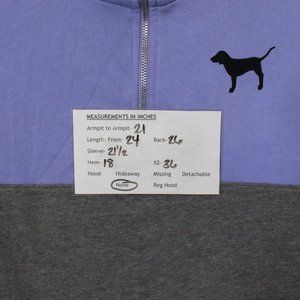 MEASUREMENTS IN INCHES
Armpit to Armpit- 21
Length: Front- 24 Back- 26
Sleeve- 21 1/2
Hem- 18 X2- 36
Hood- Hideaway Missing Detachable
None Reg Hood